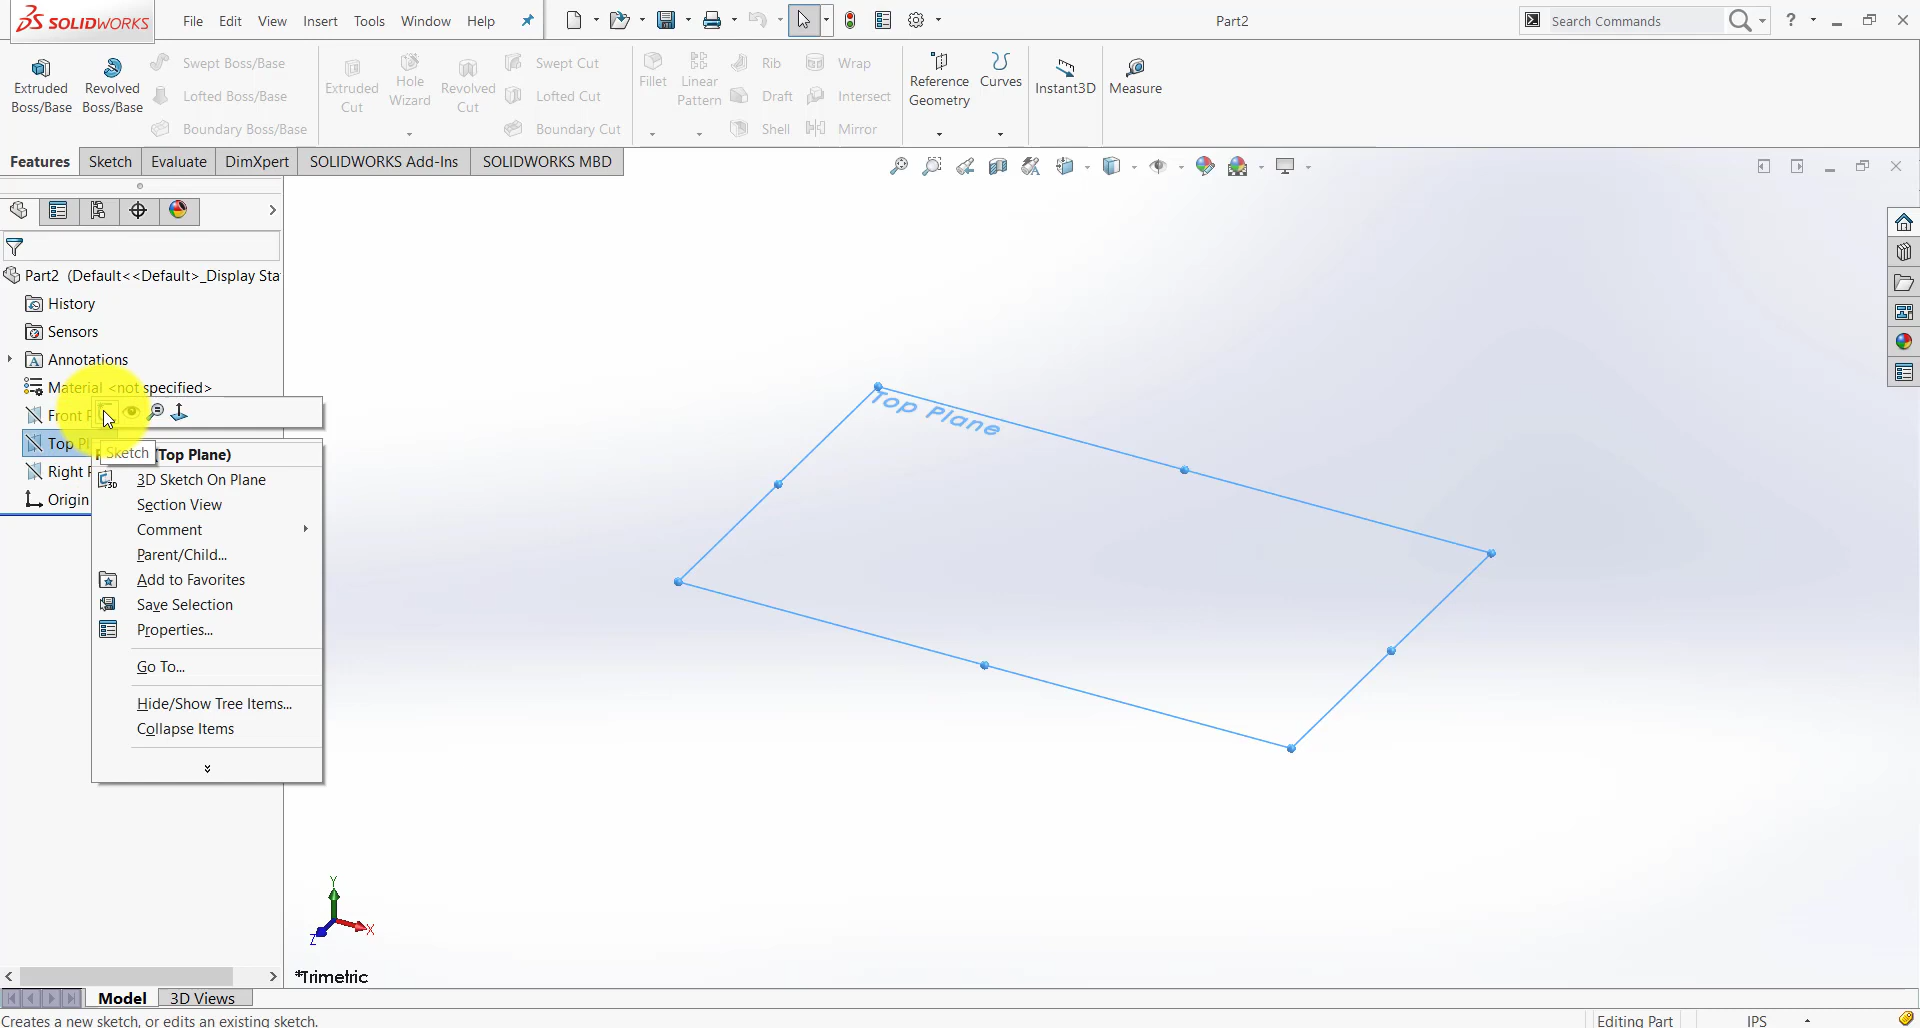 SOLIDWORKS File Edit View Insert Tools Window Help Part2 Search Commands ?
Extruded Boss/Base
Revolved Boss/Base
Swept Boss/Base
Lofted Boss/Base
Boundary Boss/Base
Extruded Cut
Hole Wizard
Revolved Cut
Swept Cut
Lofted Cut
Boundary Cut
Fillet
Linear Pattern
Rib
Draft
Shell
Wrap
Intersect
Mirror
Reference Geometry
Curves
Instant3D
Measure
Features Sketch Evaluate DimXpert SOLIDWORKS Add-Ins SOLIDWORKS MBD
Part2 (Default<<Default>_Display Sta
History
Sensors
Annotations
Material <not specified>
Front P
Top Pl
Sketch (Top Plane)
Right P
3D Sketch On Plane
Origin
Section View
Comment
Parent/Child...
Add to Favorites
Save Selection
Properties...
Go To...
Hide/Show Tree Items...
Collapse Items
Top Plane
Y
X
Z
*Trimetric
Model 3D Views
Creates a new sketch, or edits an existing sketch. Editing Part IPS